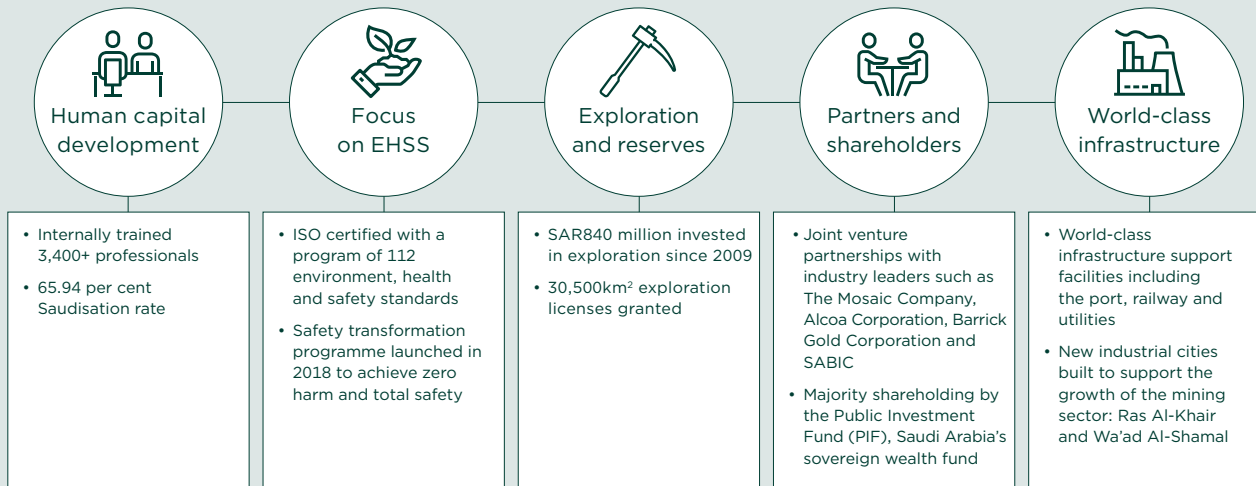 Human capital
development
Focus
on EHSS
Exploration
and reserves
Partners and
shareholders
World-class
infrastructure
• Internally trained
3,400+ professionals
• 65.94 per cent
Saudisation rate
• ISO certified with a
program of 112
environment, health
and safety standards
• Safety transformation
programme launched in
2018 to achieve zero
harm and total safety
• SAR840 million invested
in exploration since 2009
• 30,500km² exploration
licenses granted
• Joint venture
partnerships with
industry leaders such as
The Mosaic Company,
Alcoa Corporation, Barrick
Gold Corporation and
SABIC
• Majority shareholding by
the Public Investment
Fund (PIF), Saudi Arabia’s
sovereign wealth fund
• World-class
infrastructure support
facilities including
the port, railway and
utilities
• New industrial cities
built to support the
growth of the mining
sector: Ras Al-Khair
and Wa’ad Al-Shamal